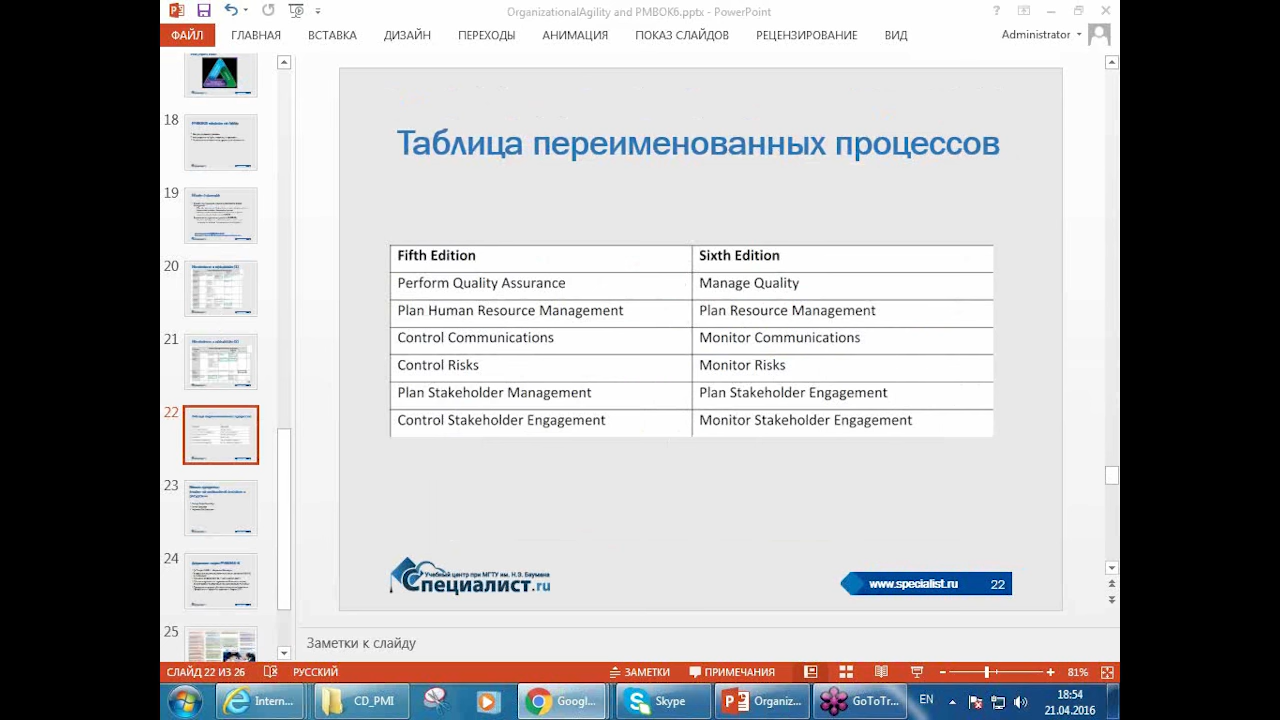 OrganizationalAgility and PMBOK6.pptx - PowerPoint
ФАЙЛ ГЛАВНАЯ ВСТАВКА ДИЗАЙН ПЕРЕХОДЫ АНИМАЦИЯ ПОКАЗ СЛАЙДОВ РЕЦЕНЗИРОВАНИЕ ВИД Administrator
18
19
20
21
22
23
24
25
Таблица переименованных процессов
Fifth Edition Sixth Edition
Perform Quality Assurance Manage Quality
Plan Human Resource Management Plan Resource Management
Control Communications Monitor Communications
Control Risks Monitor Risks
Plan Stakeholder Management Plan Stakeholder Engagement
Control Stakeholder Engagement Monitor Stakeholder Engagement
Учебный центр при МГТУ им. Н.Э. Баумана
Специалист.ru
www.specialist.ru 22
Заметки к слайду
СЛАЙД 22 ИЗ 26 РУССКИЙ ЗАМЕТКИ ПРИМЕЧАНИЯ 81%
Intern... CD_PMI Googl... Skype Organiz... GoToTr... EN 18:54
21.04.2016